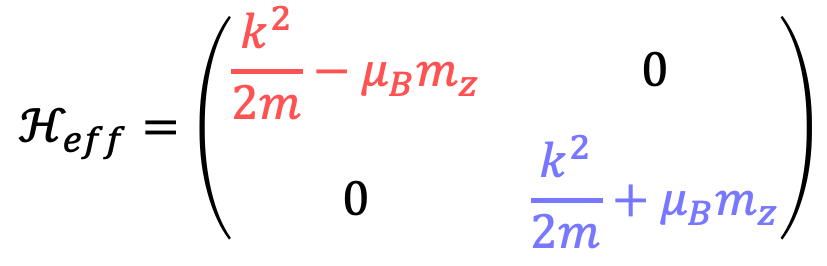 ℋ_eff = ( k²/2m − μ_B m_z  0
0  k²/2m + μ_B m_z )